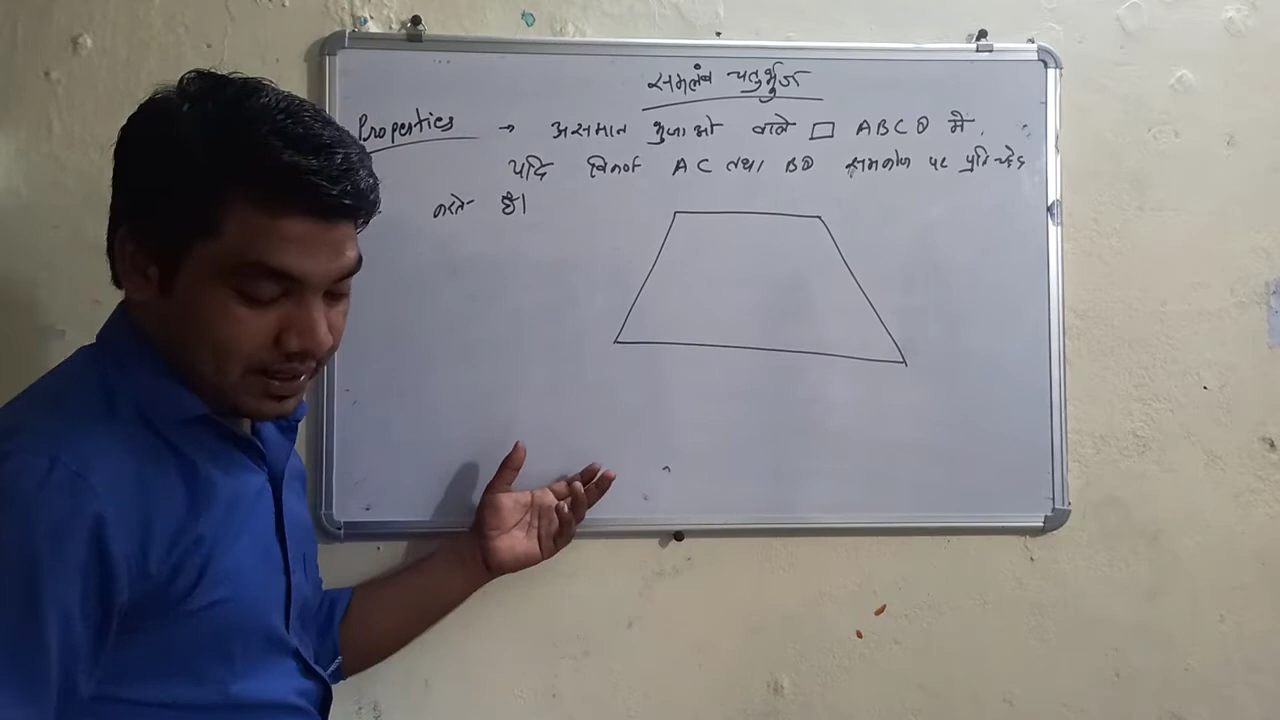 समलंब चतुर्भुज
Properties → असमान भुजाओ वाले □ ABCD में,
यदि विकर्ण AC तथा BD समकोण पर प्रतिच्छेद
करते है।